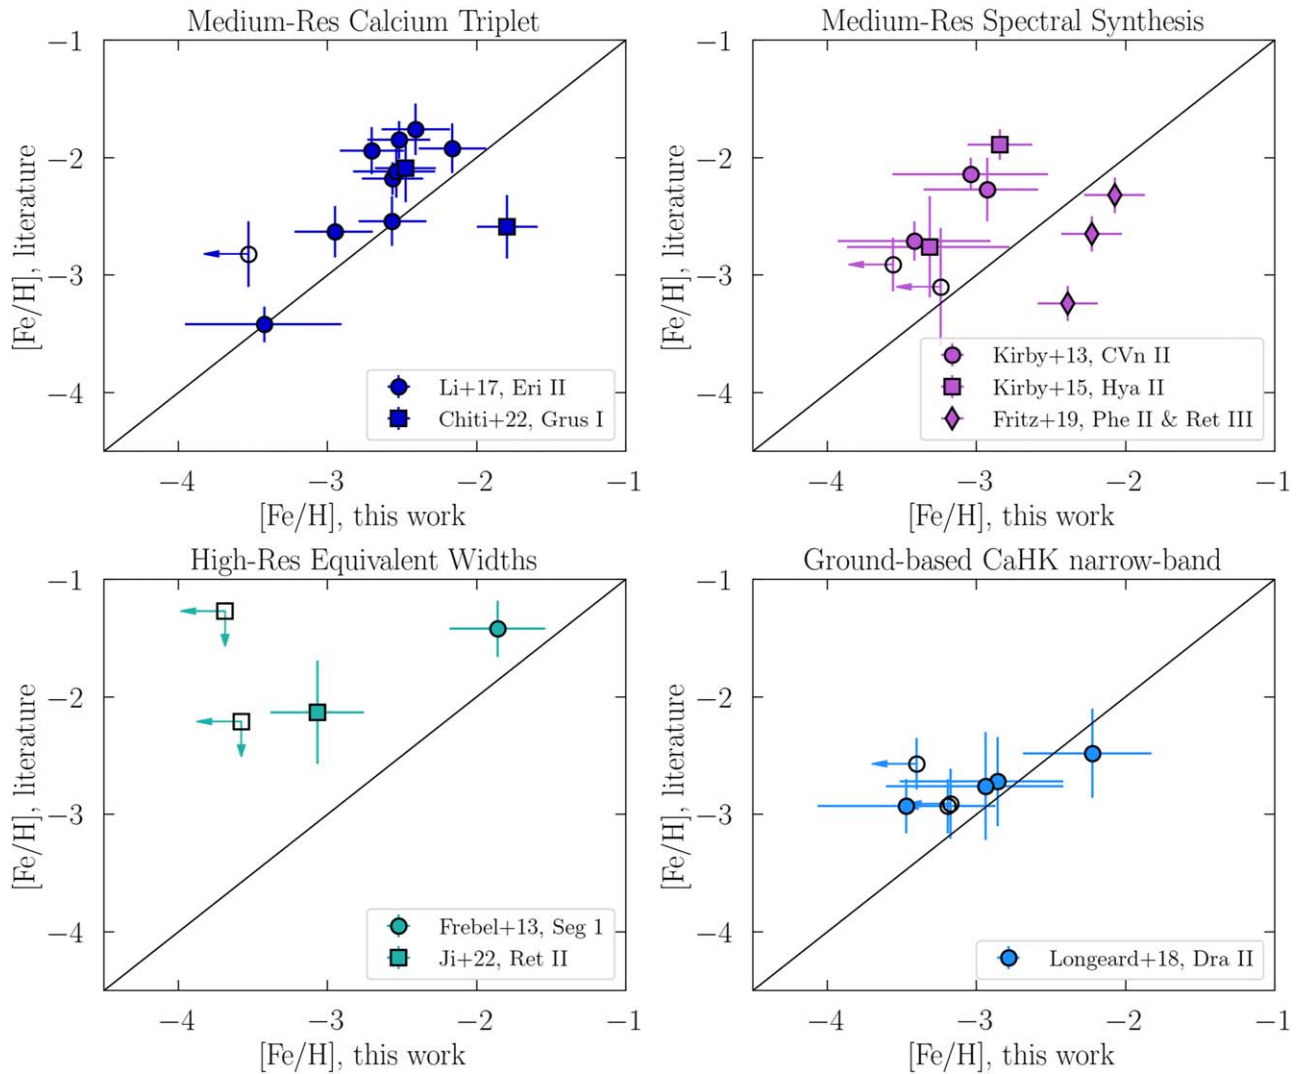 Medium-Res Calcium Triplet
−1
−2
−3
−4
[Fe/H], literature
Li+17, Eri II
Chiti+22, Grus I
−4 −3 −2 −1
[Fe/H], this work
Medium-Res Spectral Synthesis
−1
−2
−3
−4
[Fe/H], literature
Kirby+13, CVn II
Kirby+15, Hya II
Fritz+19, Phe II & Ret III
−4 −3 −2 −1
[Fe/H], this work
High-Res Equivalent Widths
−1
−2
−3
−4
[Fe/H], literature
Frebel+13, Seg 1
Ji+22, Ret II
−4 −3 −2 −1
[Fe/H], this work
Ground-based CaHK narrow-band
−1
−2
−3
−4
[Fe/H], literature
Longeard+18, Dra II
−4 −3 −2 −1
[Fe/H], this work